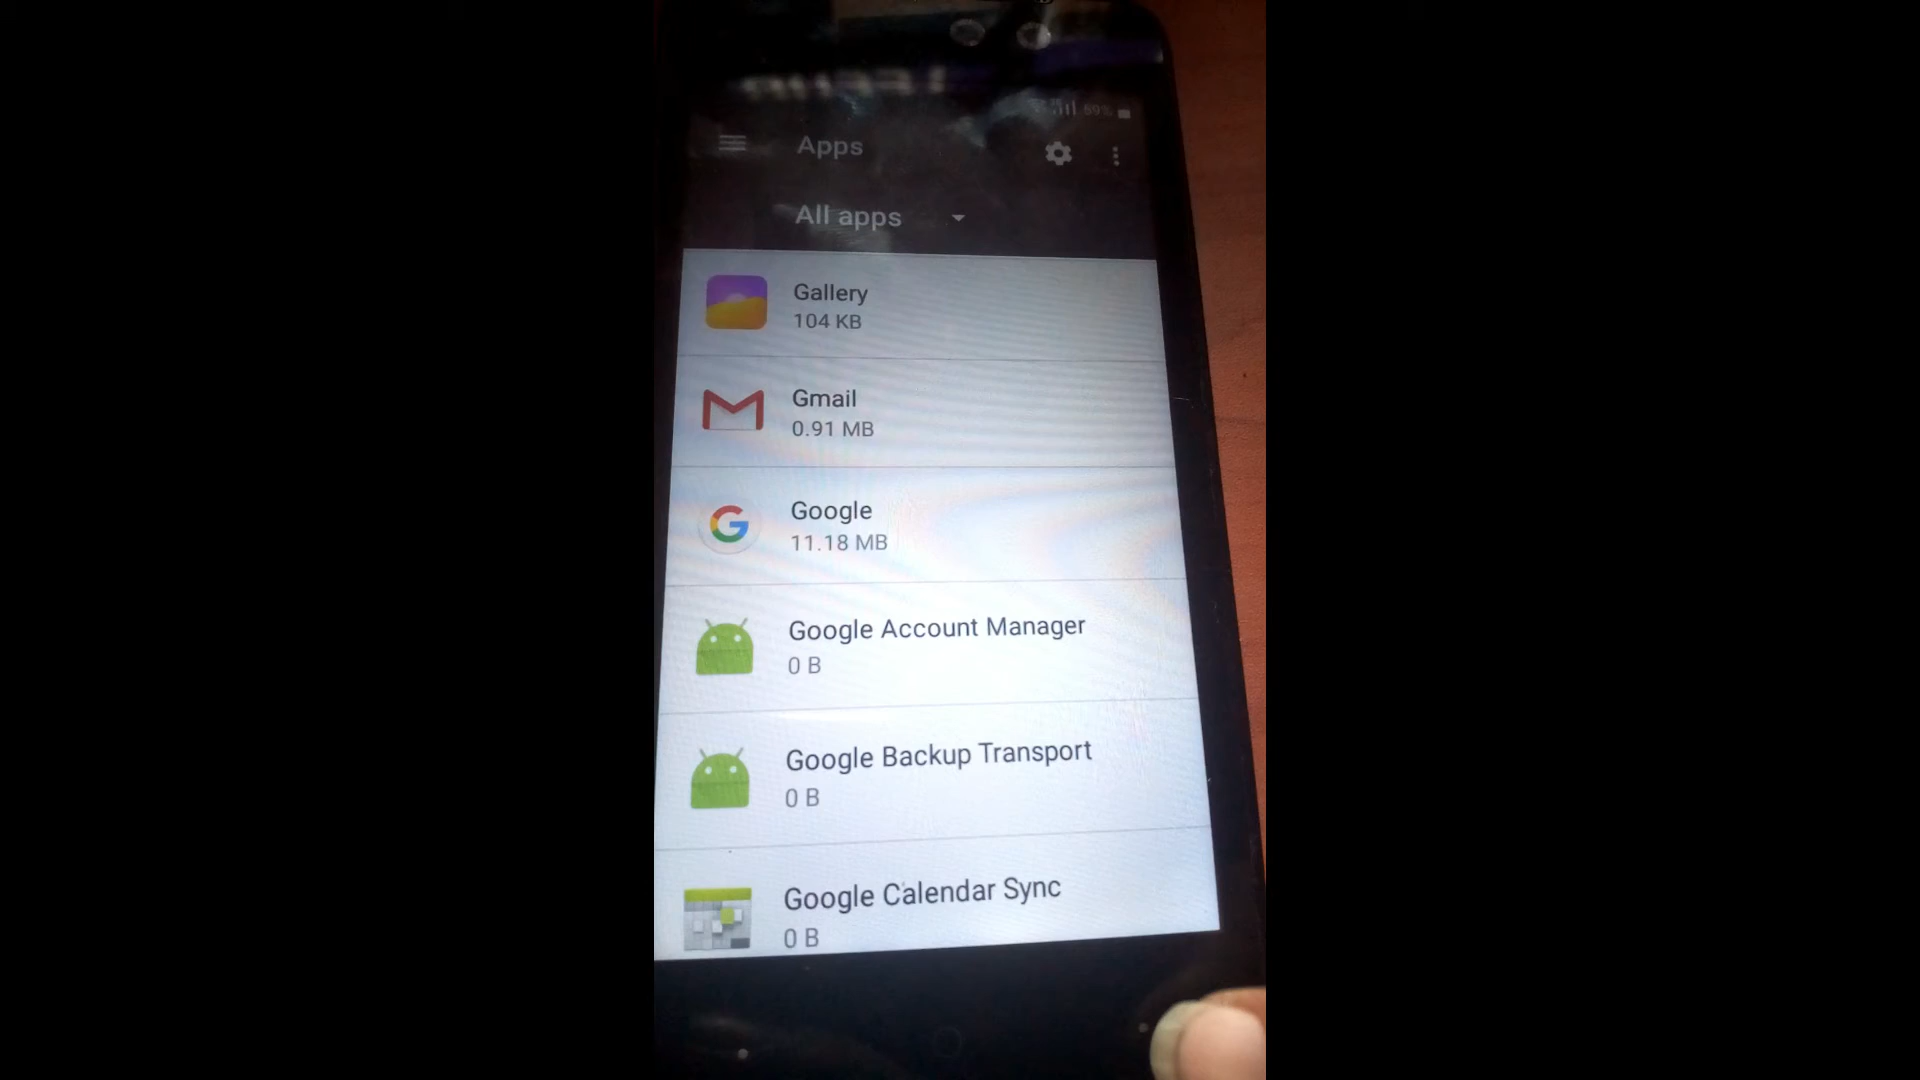 69%
Apps
All apps
Gallery
104 KB
Gmail
0.91 MB
Google
11.18 MB
Google Account Manager
0 B
Google Backup Transport
0 B
Google Calendar Sync
0 B